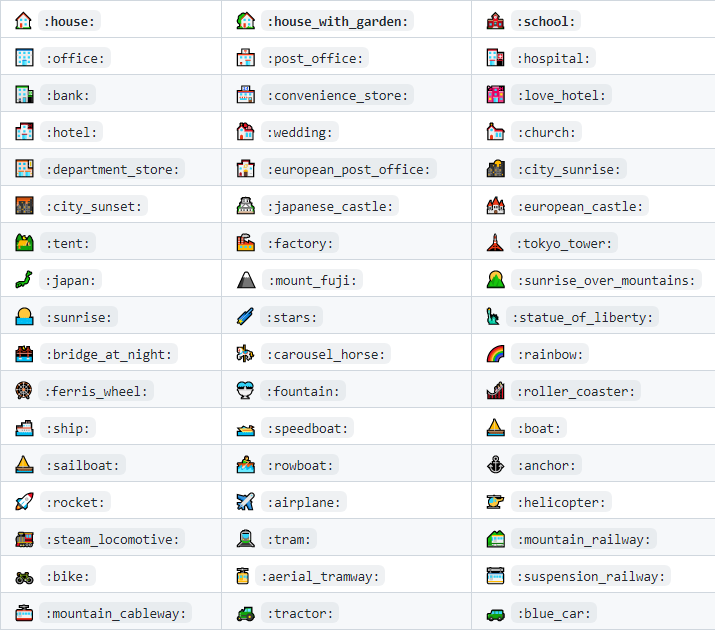 :house: :house_with_garden: :school:
:office: :post_office: :hospital:
:bank: :convenience_store: :love_hotel:
:hotel: :wedding: :church:
:department_store: :european_post_office: :city_sunrise:
:city_sunset: :japanese_castle: :european_castle:
:tent: :factory: :tokyo_tower:
:japan: :mount_fuji: :sunrise_over_mountains:
:sunrise: :stars: :statue_of_liberty:
:bridge_at_night: :carousel_horse: :rainbow:
:ferris_wheel: :fountain: :roller_coaster:
:ship: :speedboat: :boat:
:sailboat: :rowboat: :anchor:
:rocket: :airplane: :helicopter:
:steam_locomotive: :tram: :mountain_railway:
:bike: :aerial_tramway: :suspension_railway:
:mountain_cableway: :tractor: :blue_car: